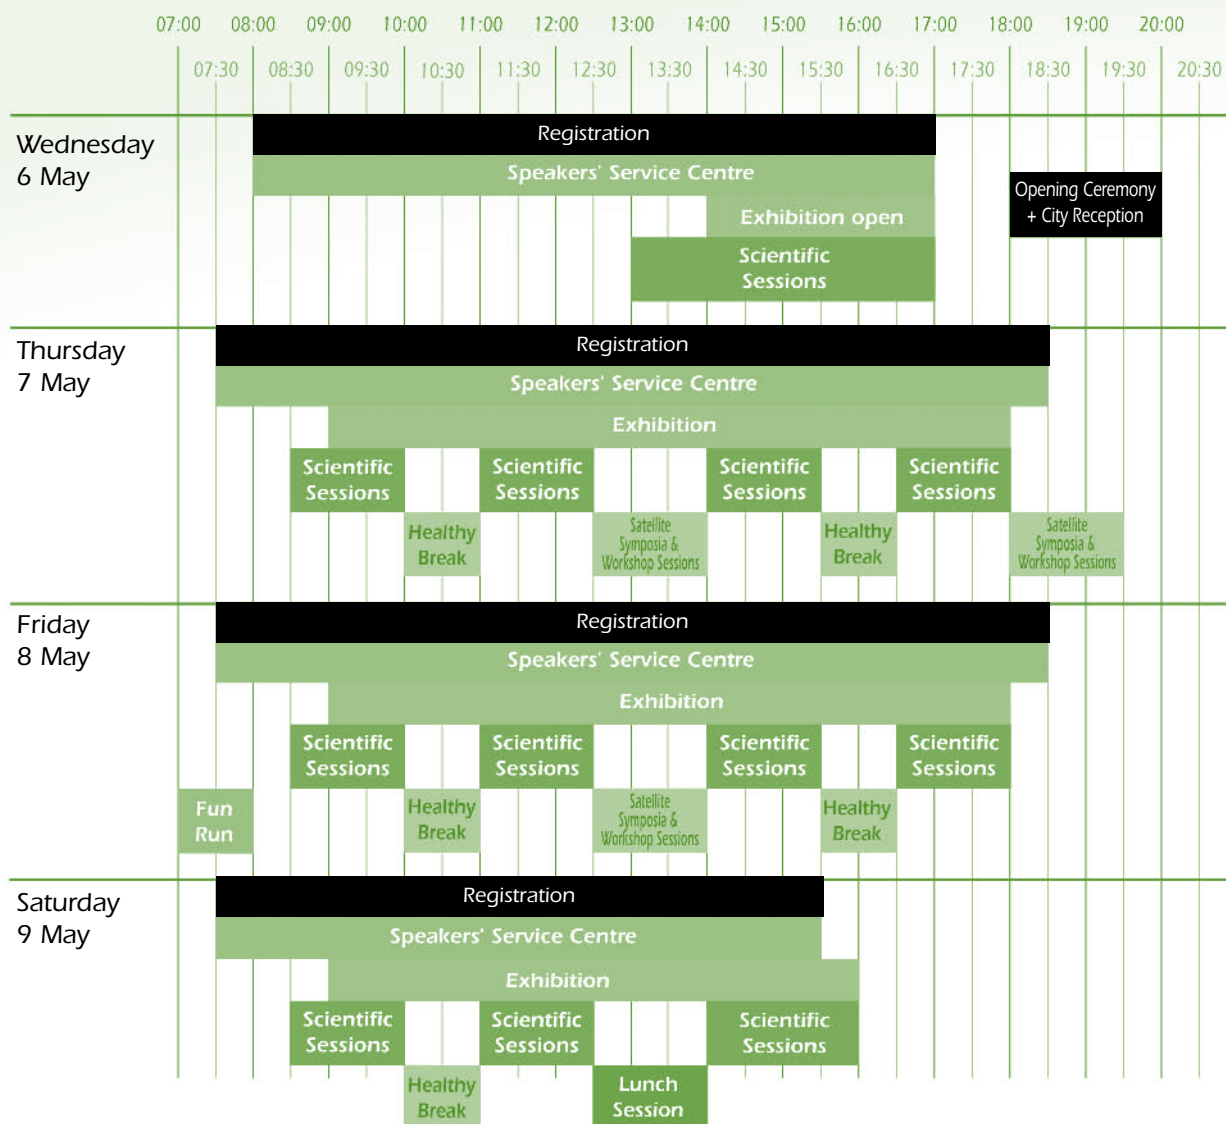 07:00 08:00 09:00 10:00 11:00 12:00 13:00 14:00 15:00 16:00 17:00 18:00 19:00 20:00
07:30 08:30 09:30 10:30 11:30 12:30 13:30 14:30 15:30 16:30 17:30 18:30 19:30 20:30
Wednesday
6 May
Registration
Speakers' Service Centre
Exhibition open
Scientific
Sessions
Opening Ceremony
+ City Reception
Thursday
7 May
Registration
Speakers' Service Centre
Exhibition
Scientific
Sessions
Healthy
Break
Scientific
Sessions
Satellite
Symposia &
Workshop Sessions
Scientific
Sessions
Healthy
Break
Scientific
Sessions
Satellite
Symposia &
Workshop Sessions
Friday
8 May
Registration
Speakers' Service Centre
Exhibition
Fun
Run
Scientific
Sessions
Healthy
Break
Scientific
Sessions
Satellite
Symposia &
Workshop Sessions
Scientific
Sessions
Healthy
Break
Scientific
Sessions
Saturday
9 May
Registration
Speakers' Service Centre
Exhibition
Scientific
Sessions
Healthy
Break
Scientific
Sessions
Lunch
Session
Scientific
Sessions